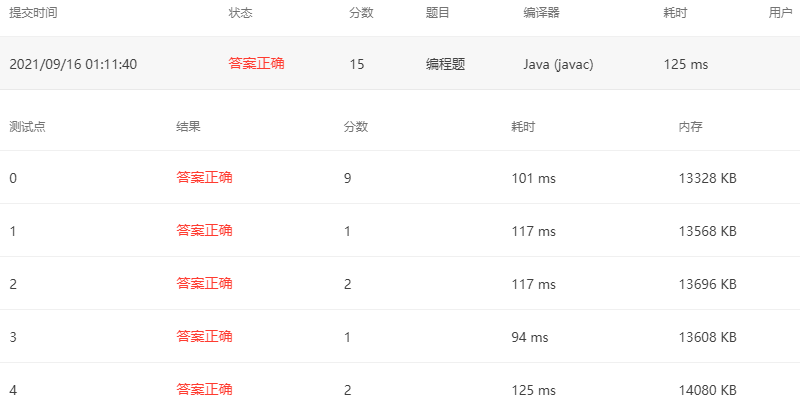 提交时间 状态 分数 题目 编译器 耗时 用户
2021/09/16 01:11:40 答案正确 15 编程题 Java (javac) 125 ms
测试点 结果 分数 耗时 内存
0 答案正确 9 101 ms 13328 KB
1 答案正确 1 117 ms 13568 KB
2 答案正确 2 117 ms 13696 KB
3 答案正确 1 94 ms 13608 KB
4 答案正确 2 125 ms 14080 KB